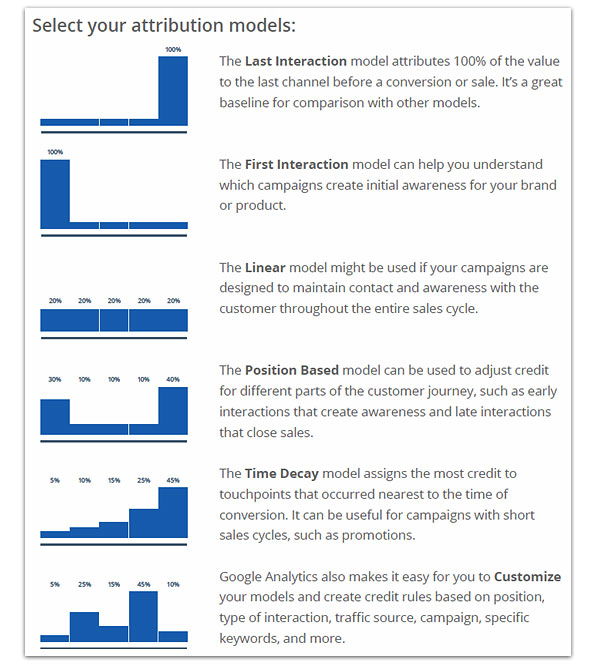 Select your attribution models:
100%
The Last Interaction model attributes 100% of the value
to the last channel before a conversion or sale. It's a great
baseline for comparison with other models.
100%
The First Interaction model can help you understand
which campaigns create initial awareness for your brand
or product.
20% 20% 20% 20% 20%
The Linear model might be used if your campaigns are
designed to maintain contact and awareness with the
customer throughout the entire sales cycle.
30% 10% 10% 10% 40%
The Position Based model can be used to adjust credit
for different parts of the customer journey, such as early
interactions that create awareness and late interactions
that close sales.
5% 10% 15% 25% 45%
The Time Decay model assigns the most credit to
touchpoints that occurred nearest to the time of
conversion. It can be useful for campaigns with short
sales cycles, such as promotions.
5% 25% 15% 45% 10%
Google Analytics also makes it easy for you to Customize
your models and create credit rules based on position,
type of interaction, traffic source, campaign, specific
keywords, and more.